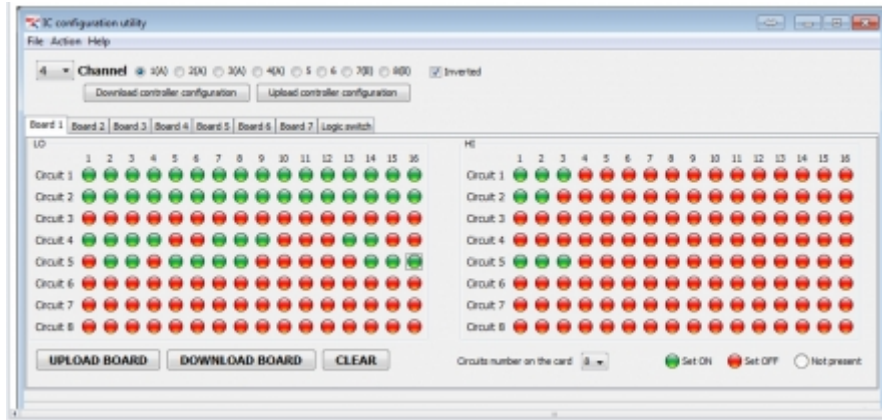 IC configuration utility
File Action Help
4 Channel 1(A) 2(A) 3(A) 4(A) 5 6 7(B) 8(B) Inverted
Download controller configuration Upload controller configuration
Board 1 Board 2 Board 3 Board 4 Board 5 Board 6 Board 7 Logic switch
LO HI
1 2 3 4 5 6 7 8 9 10 11 12 13 14 15 16 1 2 3 4 5 6 7 8 9 10 11 12 13 14 15 16
Circuit 1 Circuit 1
Circuit 2 Circuit 2
Circuit 3 Circuit 3
Circuit 4 Circuit 4
Circuit 5 Circuit 5
Circuit 6 Circuit 6
Circuit 7 Circuit 7
Circuit 8 Circuit 8
UPLOAD BOARD DOWNLOAD BOARD CLEAR Circuits number on the card 8 Set ON Set OFF Not present